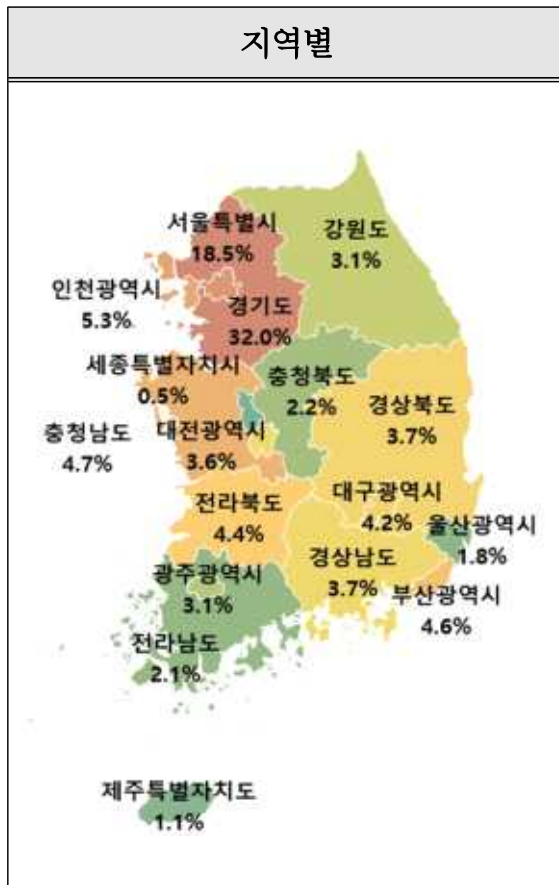 지역별
서울특별시
18.5%
강원도
3.1%
인천광역시
5.3%
경기도
32.0%
세종특별자치시
0.5%
충청북도
2.2%
경상북도
3.7%
충청남도
4.7%
대전광역시
3.6%
대구광역시
4.2%
전라북도
4.4%
울산광역시
1.8%
경상남도
3.7%
광주광역시
3.1%
부산광역시
4.6%
전라남도
2.1%
제주특별자치도
1.1%